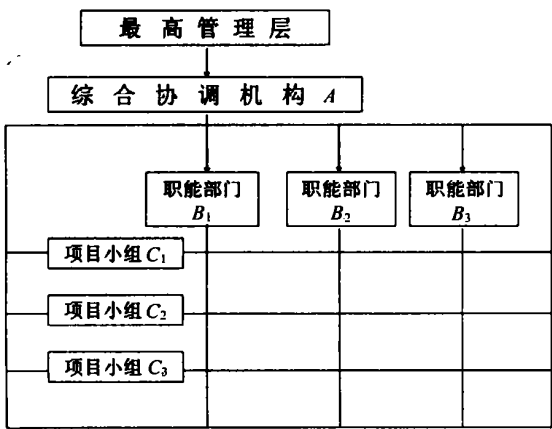 最高管理层
综合协调机构 A
职能部门
B₁
职能部门
B₂
职能部门
B₃
项目小组 C₁
项目小组 C₂
项目小组 C₃